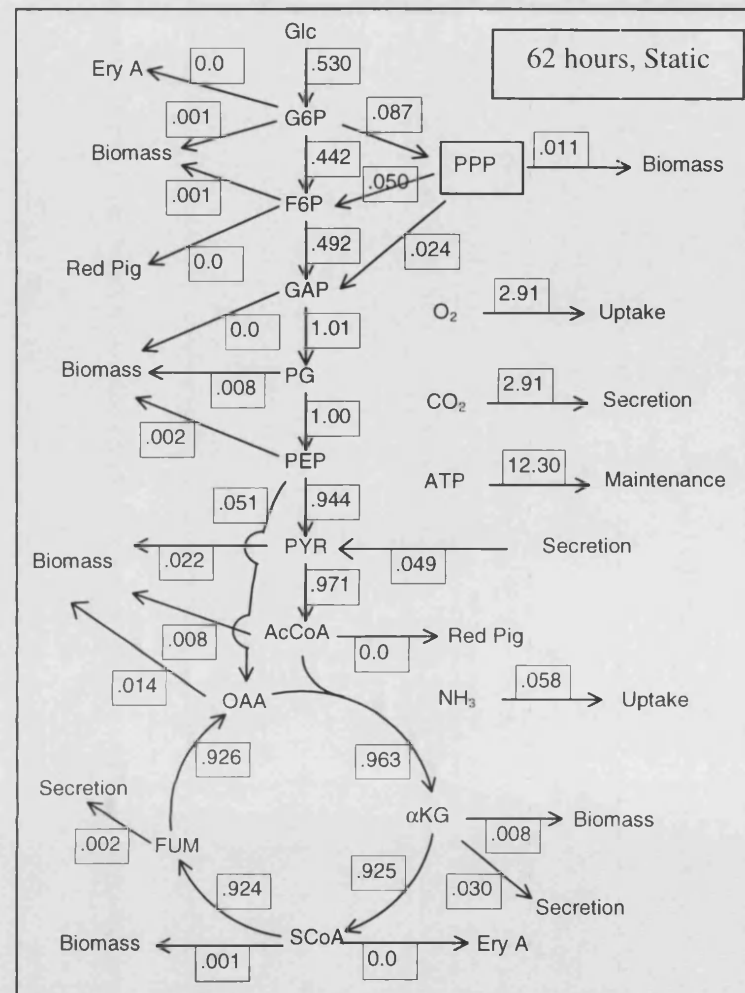 Glc
62 hours, Static
Ery A
0.0
.530
.001
G6P
.087
Biomass
.442
PPP
.011
Biomass
.001
.050
F6P
Red Pig
0.0
.492
.024
GAP
O₂
2.91
Uptake
0.0
1.01
Biomass
.008
PG
CO₂
2.91
Secretion
.002
1.00
PEP
ATP
12.30
Maintenance
.051
.944
Biomass
.022
PYR
.049
Secretion
.971
.008
AcCoA
0.0
Red Pig
.014
OAA
NH₃
.058
Uptake
.926
.963
Secretion
.002
FUM
αKG
.008
Biomass
.924
.925
.030
Secretion
Biomass
.001
SCoA
0.0
Ery A